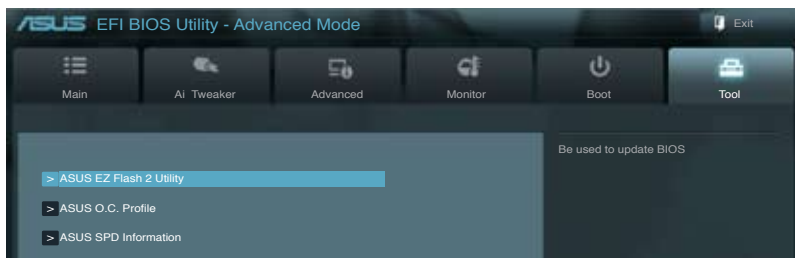 ASUS EFI BIOS Utility - Advanced Mode
Exit
Main Ai Tweaker Advanced Monitor Boot Tool
Be used to update BIOS
> ASUS EZ Flash 2 Utility
> ASUS O.C. Profile
> ASUS SPD Information